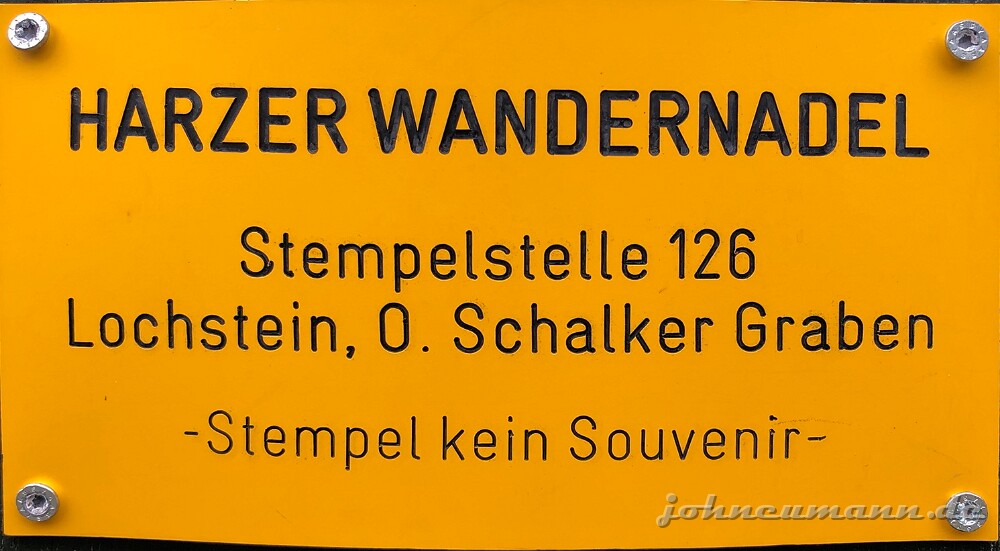 HARZER WANDERNADEL
Stempelstelle 126
Lochstein, O. Schalker Graben
-Stempel kein Souvenir-
johneumann.de